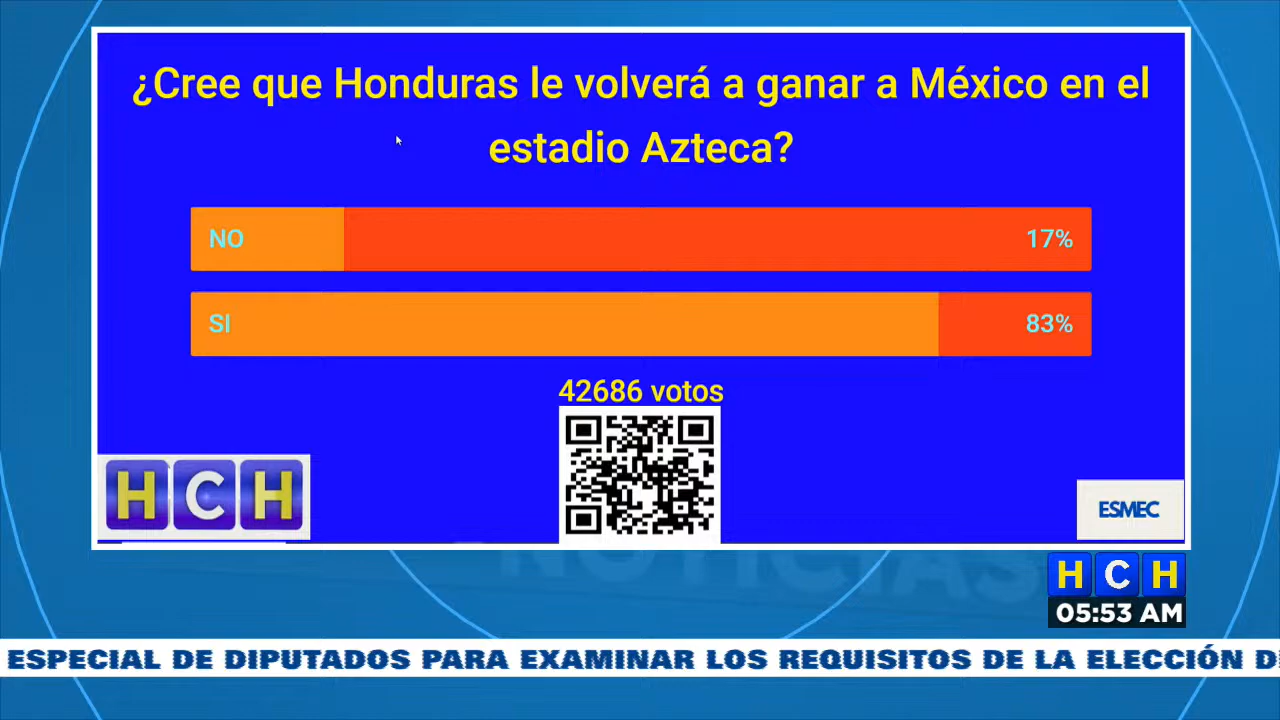 ¿Cree que Honduras le volverá a ganar a México en el
estadio Azteca?
NO 17%
SI 83%
42686 votos
HCH
ESMEC
NOTICIAS
HCH
05:53 AM
ESPECIAL DE DIPUTADOS PARA EXAMINAR LOS REQUISITOS DE LA ELECCIÓN D